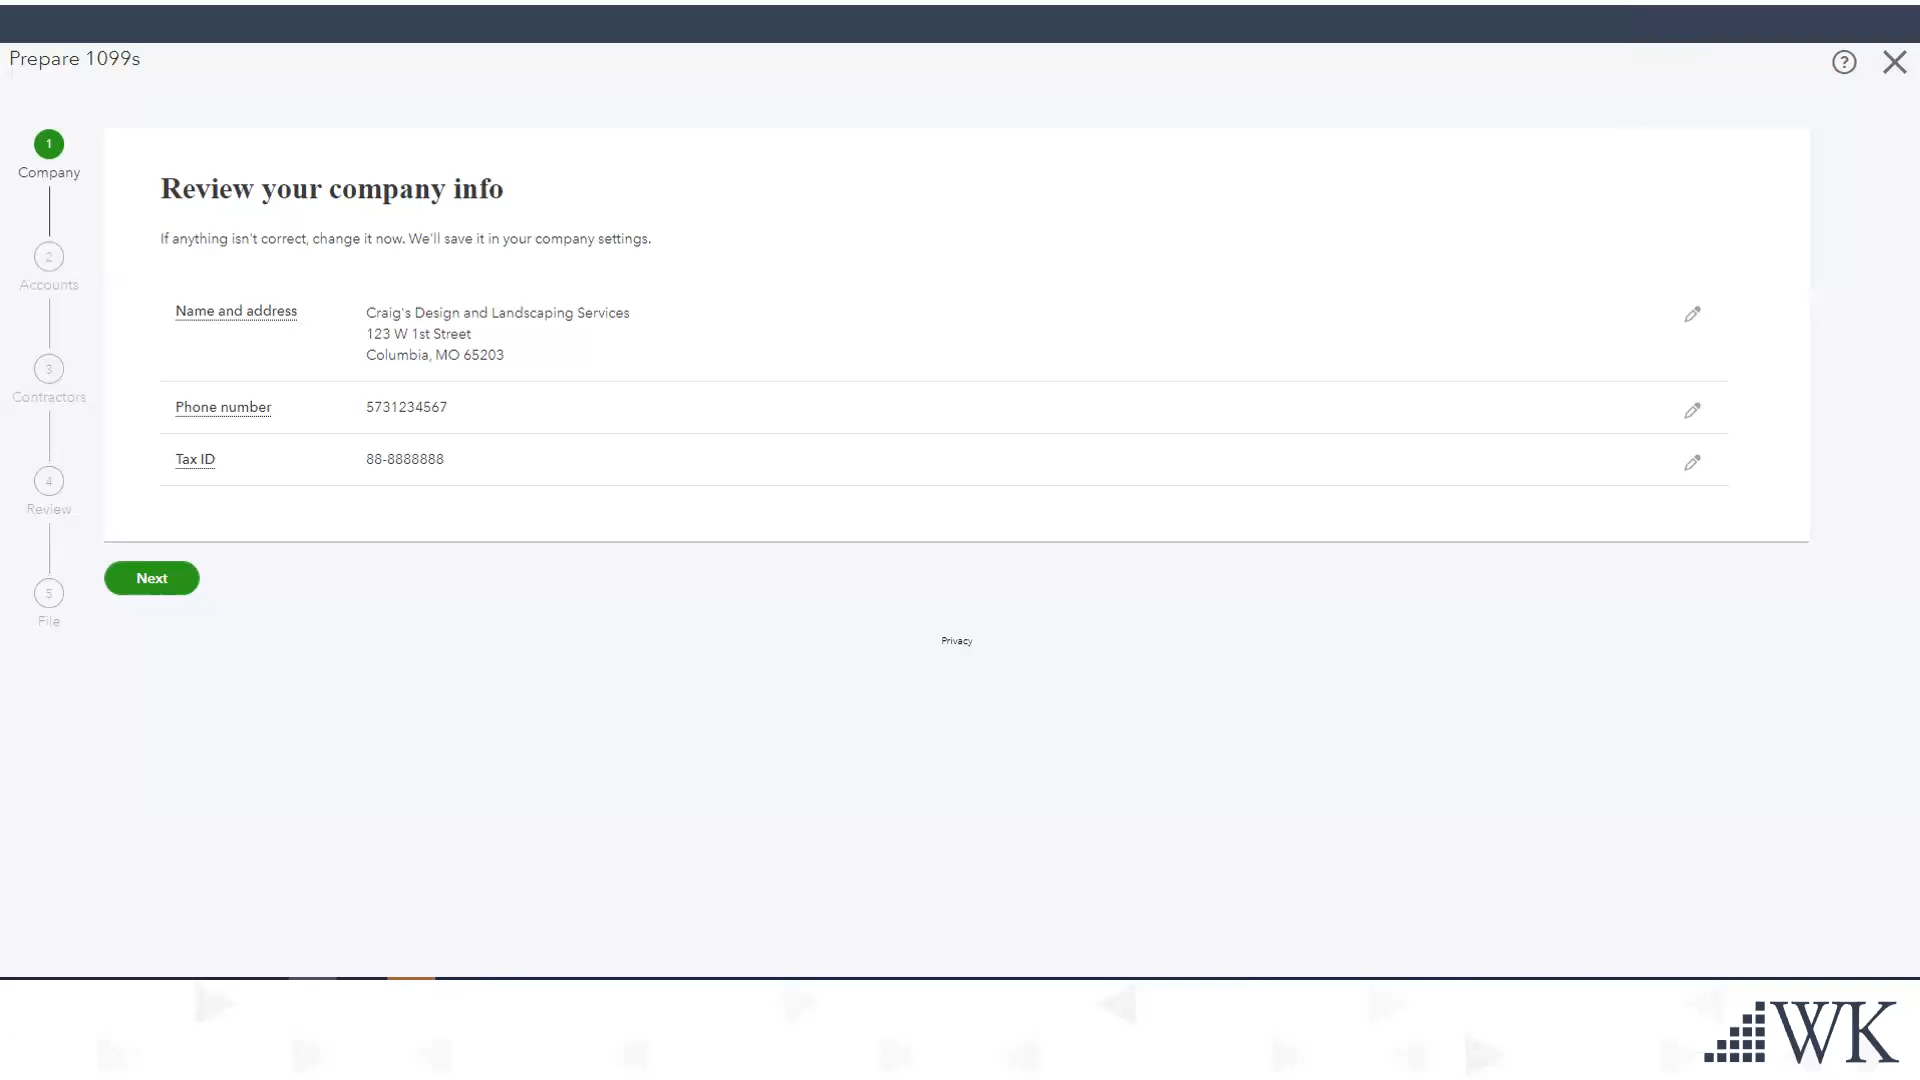 Prepare 1099s
?
1
Company
2
Accounts
3
Contractors
4
Review
5
File
Review your company info
If anything isn't correct, change it now. We'll save it in your company settings.
Name and address
Craig's Design and Landscaping Services
123 W 1st Street
Columbia, MO 65203
Phone number
5731234567
Tax ID
88-8888888
Next
Privacy
WK